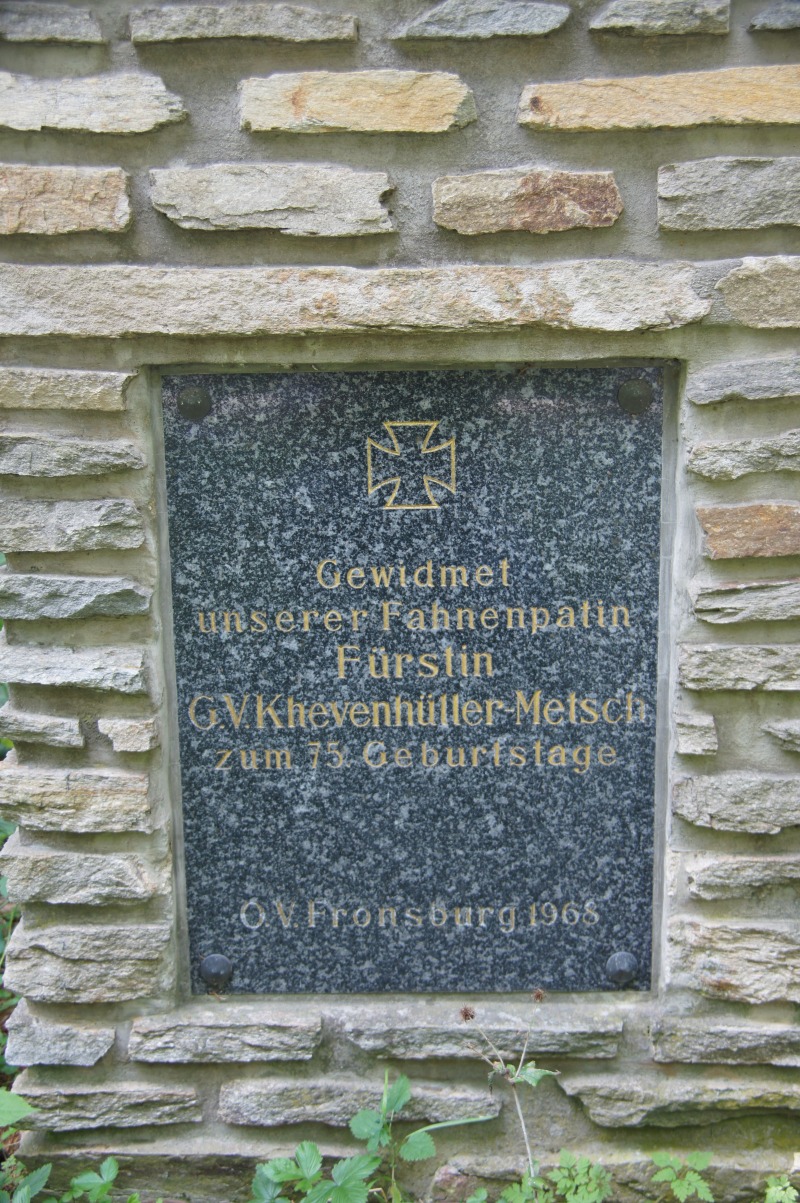 Gewidmet
unserer Fahnenpatin
Fürstin
G.V.Khevenhüller-Metsch
zum 75 Geburtstage
O.V. Fronsburg 1968